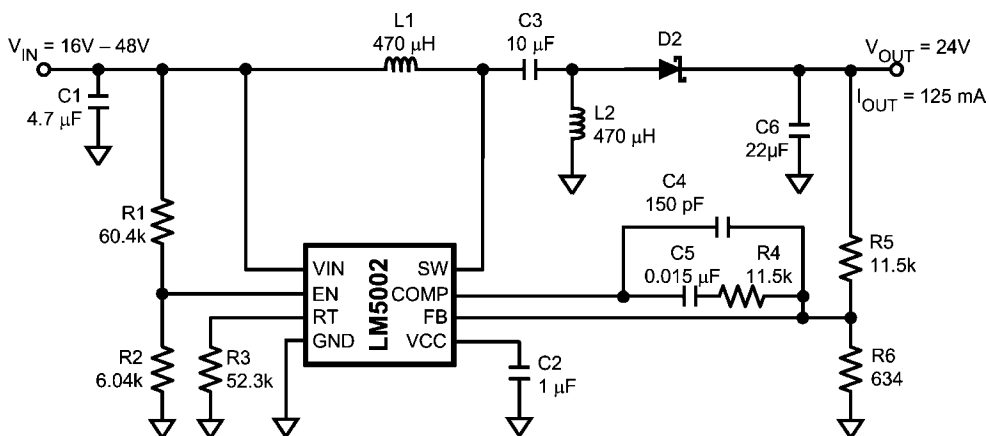 L1
470 µH
C3
10 µF
D2
VIN = 16V – 48V
VOUT = 24V
C1
4.7 µF
L2
470 µH
C6
22µF
IOUT = 125 mA
C4
150 pF
R1
60.4k
R5
11.5k
C5
0.015 µF
R4
11.5k
VIN
EN
RT
GND
LM5002
SW
COMP
FB
VCC
R2
6.04k
R3
52.3k
C2
1 µF
R6
634